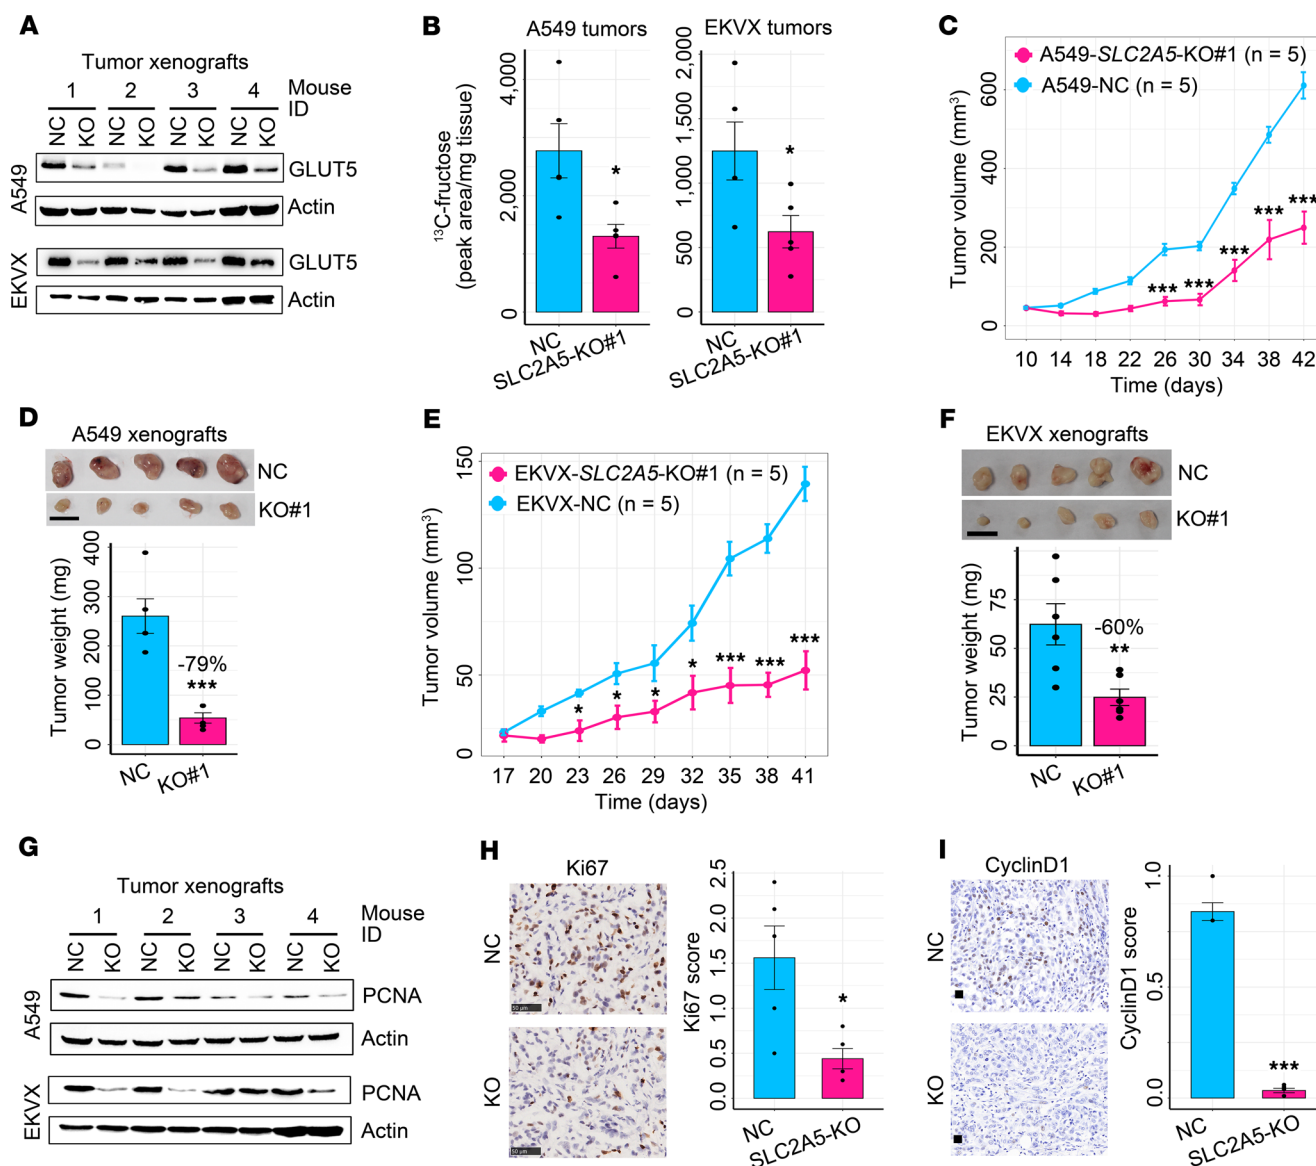 A
Tumor xenografts
1 2 3 4 Mouse ID
NC KO NC KO NC KO NC KO
A549
GLUT5
Actin
EKVX
GLUT5
Actin
B
A549 tumors
EKVX tumors
¹³C-fructose
(peak area/mg tissue)
4,000
2,000
0
*
NC
SLC2A5-KO#1
2,000
1,500
1,000
500
0
*
NC
SLC2A5-KO#1
C
A549-SLC2A5-KO#1 (n = 5)
A549-NC (n = 5)
Tumor volume (mm³)
600
400
200
0
*** *** *** *** ***
10 14 18 22 26 30 34 38 42
Time (days)
D
A549 xenografts
NC
KO#1
Tumor weight (mg)
400
300
200
100
0
-79%
***
NC
KO#1
E
EKVX-SLC2A5-KO#1 (n = 5)
EKVX-NC (n = 5)
Tumor volume (mm³)
150
100
50
0
* * * * *** *** ***
17 20 23 26 29 32 35 38 41
Time (days)
F
EKVX xenografts
NC
KO#1
Tumor weight (mg)
75
50
25
0
-60%
**
NC
KO#1
G
Tumor xenografts
1 2 3 4 Mouse ID
NC KO NC KO NC KO NC KO
A549
PCNA
Actin
EKVX
PCNA
Actin
H
Ki67
NC
50 µm
KO
50 µm
Ki67 score
2.5
2.0
1.5
1.0
0.5
0.0
*
NC
SLC2A5-KO
I
CyclinD1
NC
KO
CyclinD1 score
1.0
0.5
0.0
***
NC
SLC2A5-KO